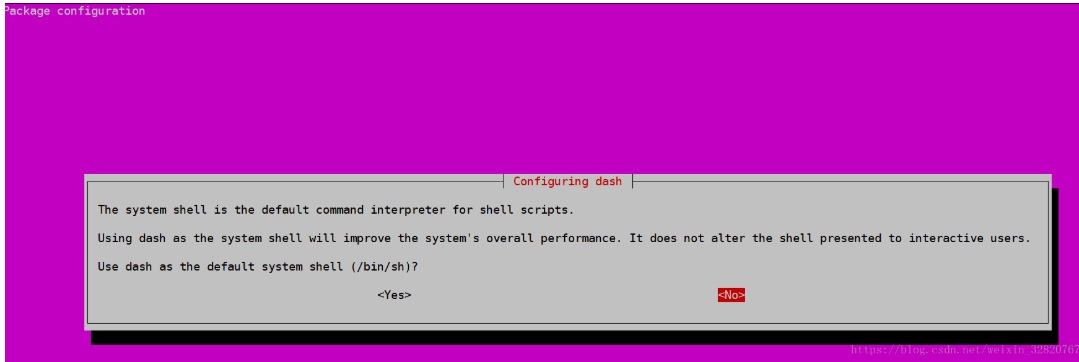 Package configuration
Configuring dash
The system shell is the default command interpreter for shell scripts.
Using dash as the system shell will improve the system's overall performance. It does not alter the shell presented to interactive users.
Use dash as the default system shell (/bin/sh)?
<Yes> <No>
https://blog.csdn.net/weixin_32820767